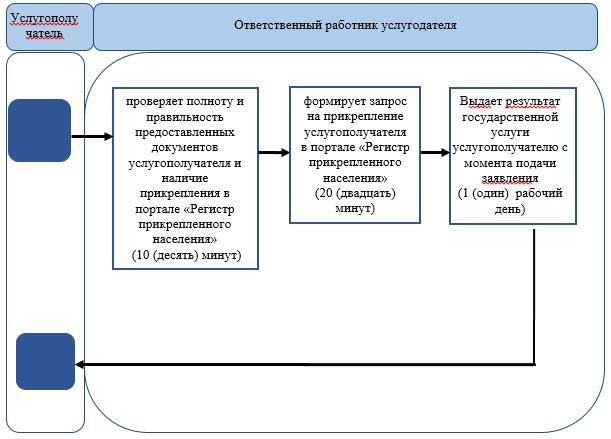 Услугополу
чатель
Ответственный работник услугодателя
проверяет полноту и
правильность
предоставленных
документов
услугополучателя и
наличие
прикрепления в
портале «Регистр
прикрепленного
населения»
(10 (десять) минут)
формирует запрос
на прикрепление
услугополучателя
в портале «Регистр
прикрепленного
населения»
(20 (двадцать)
минут)
Выдает результат
государственной
услуги
услугополучателю с
момента подачи
заявления
(1 (один) рабочий
день)